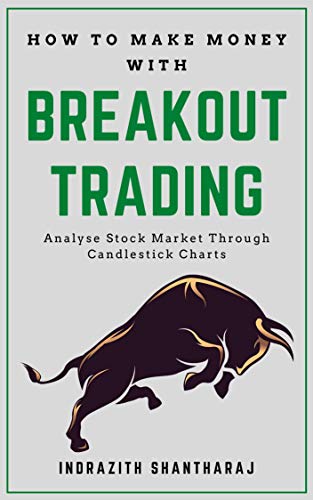 HOW TO MAKE MONEY
WITH
BREAKOUT
TRADING
Analyse Stock Market Through
Candlestick Charts
INDRAZITH SHANTHARAJ